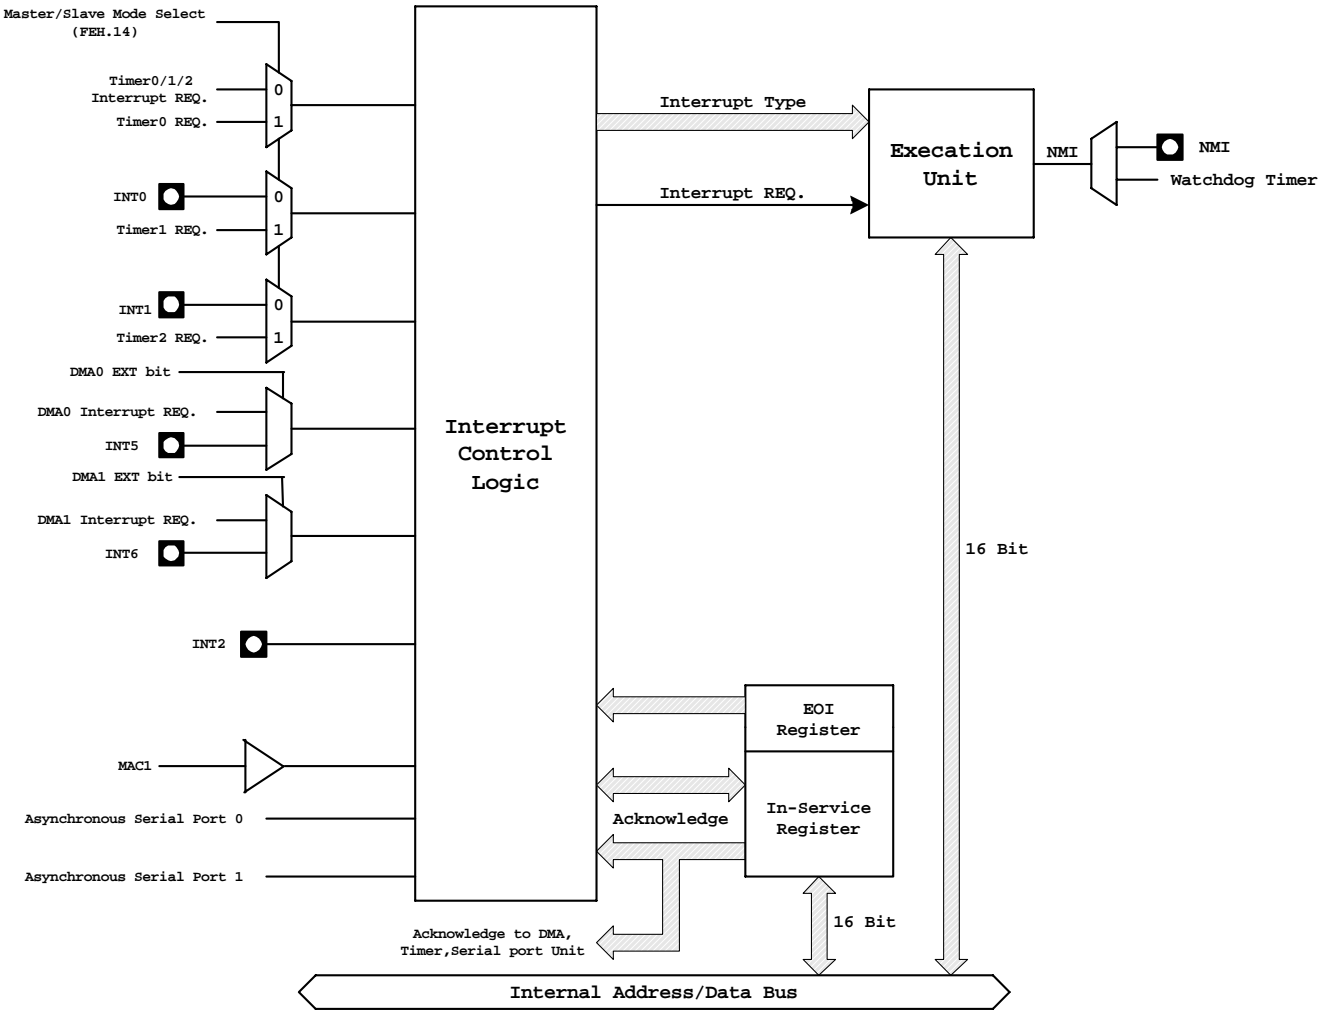 Master/Slave Mode Select
(FEH.14)
Timer0/1/2
Interrupt REQ.
0
Timer0 REQ.
1
INT0
0
Timer1 REQ.
1
INT1
0
Timer2 REQ.
1
DMA0 EXT bit
DMA0 Interrupt REQ.
INT5
DMA1 EXT bit
DMA1 Interrupt REQ.
INT6
INT2
MAC1
Asynchronous Serial Port 0
Asynchronous Serial Port 1
Interrupt
Control
Logic
Interrupt Type
Interrupt REQ.
Execation
Unit
NMI
NMI
Watchdog Timer
16 Bit
EOI
Register
In-Service
Register
Acknowledge
16 Bit
Acknowledge to DMA,
Timer,Serial port Unit
Internal Address/Data Bus